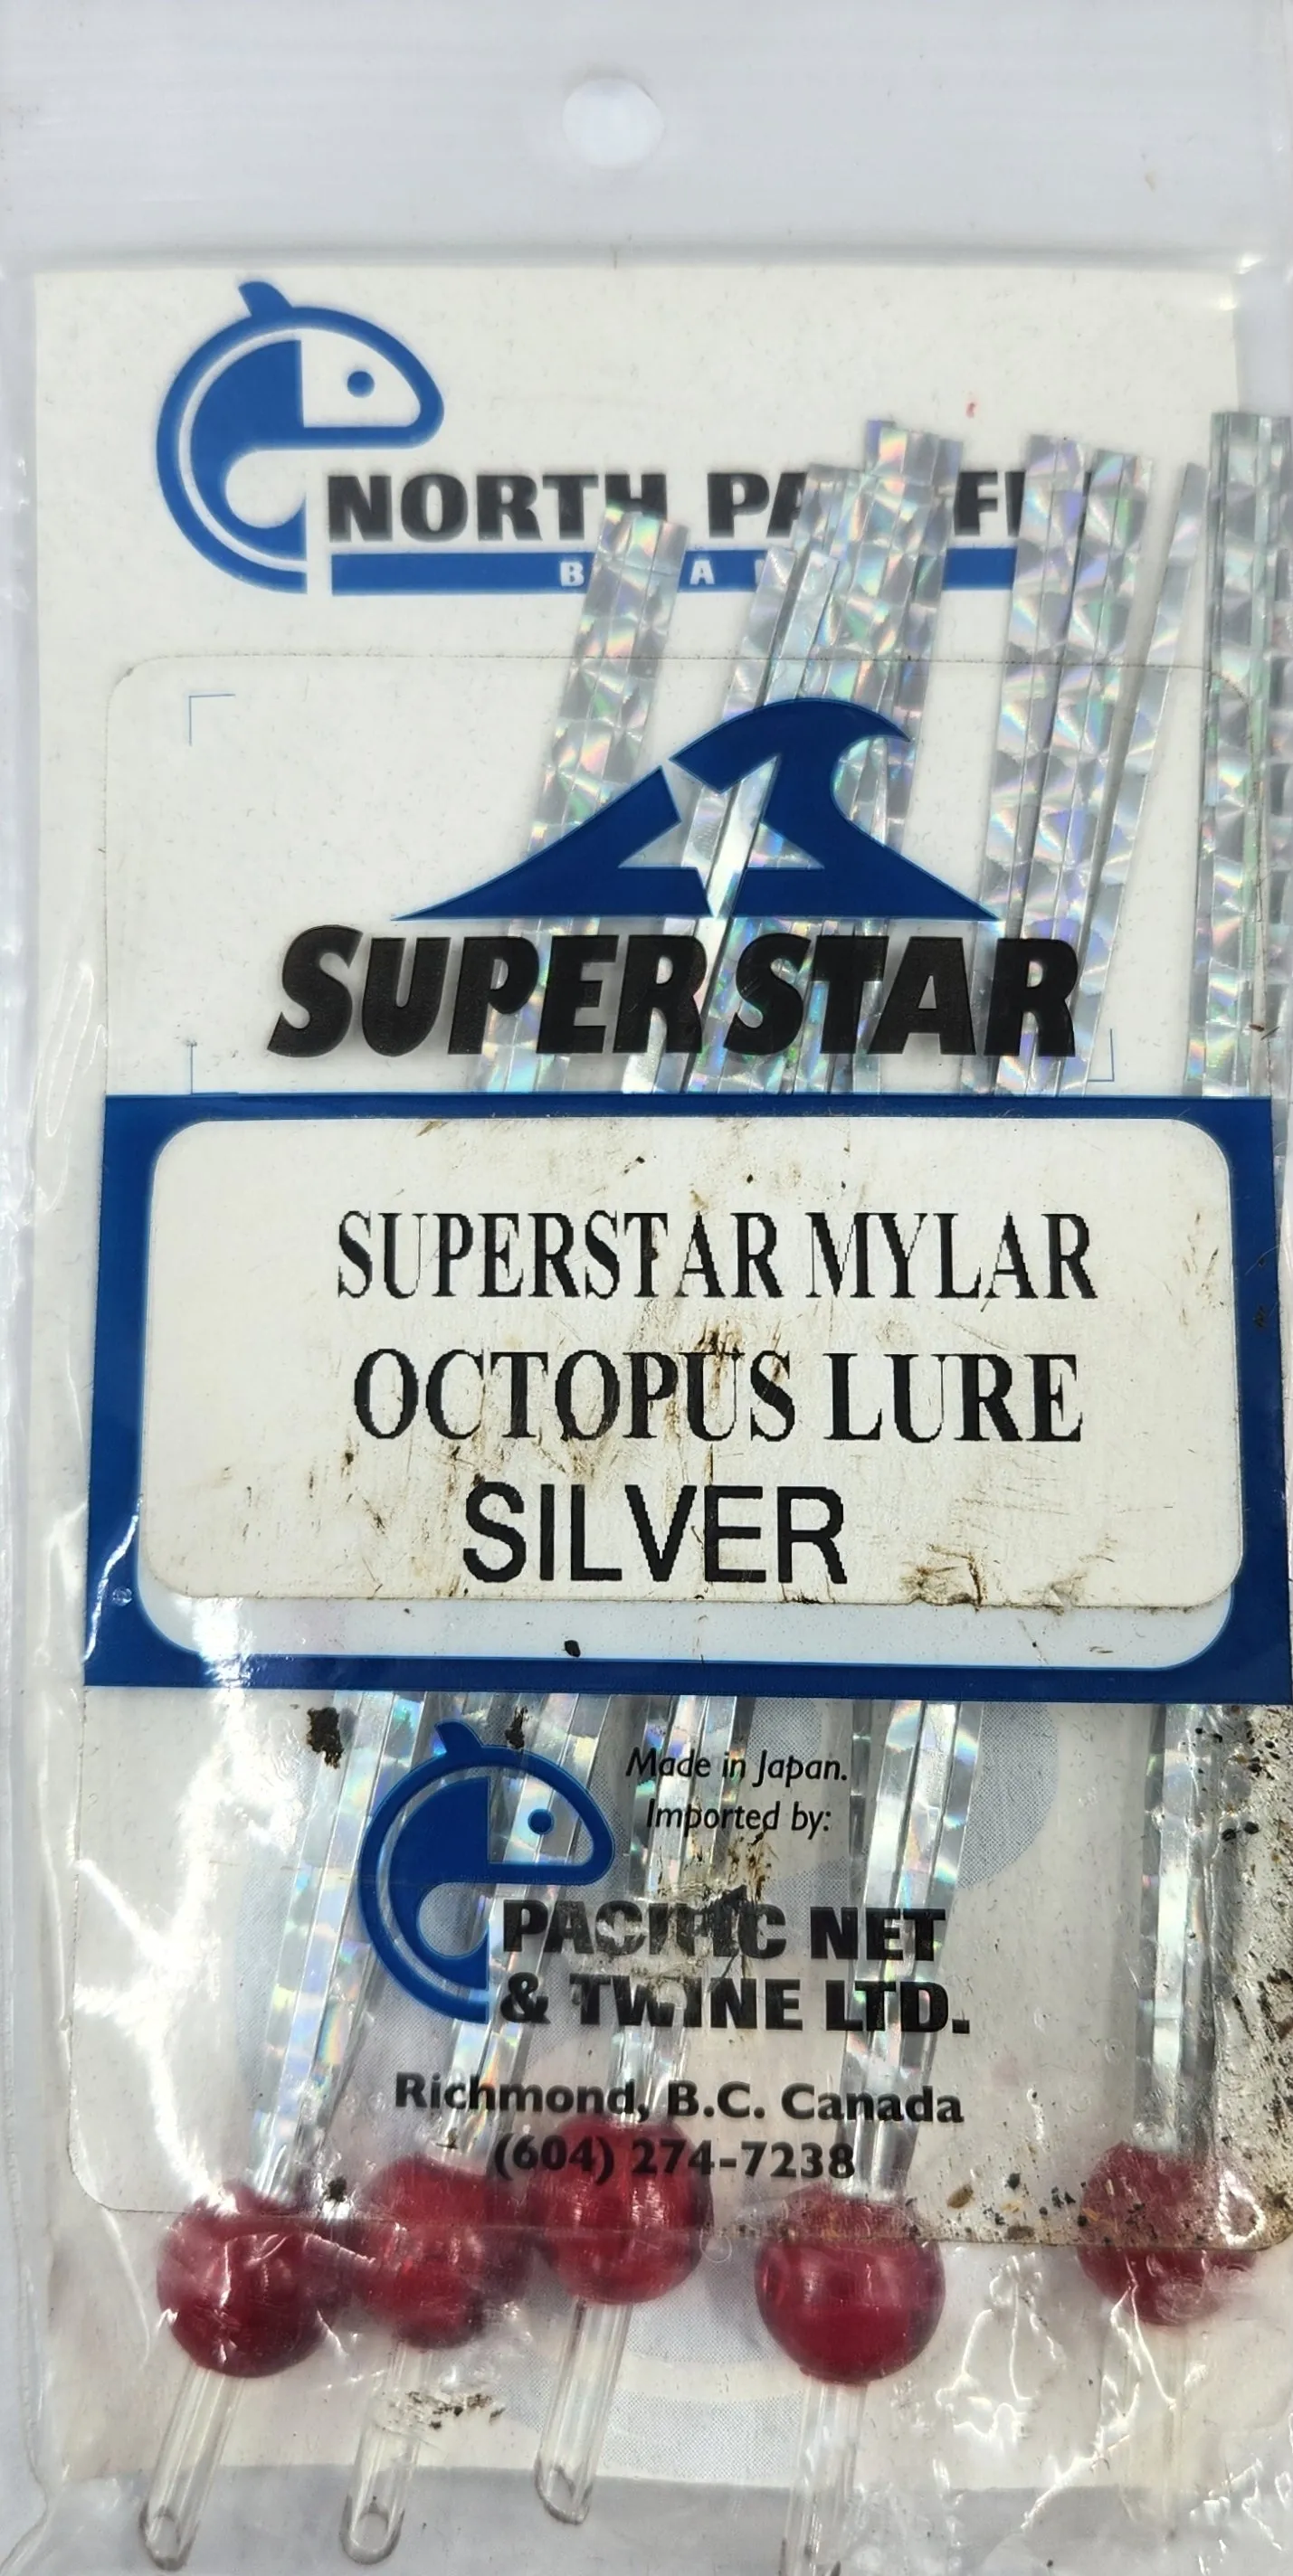 NORTH
SUPERSTAR
SUPERSTAR MYLAR
OCTOPUS LURE
SILVER
Made in Japan.
Imported by:
PACIFIC NET
& TWINE LTD.
Richmond, B.C. Canada
(604) 274-7238